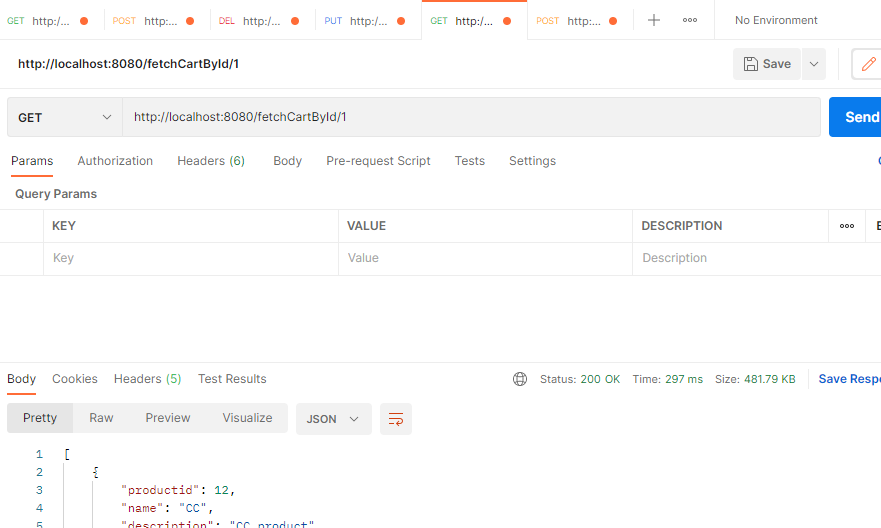 GET http:/... POST http:... DEL http:/... PUT http:/... GET http:/... POST http:... No Environment
http://localhost:8080/fetchCartById/1 Save
GET http://localhost:8080/fetchCartById/1 Send
Params Authorization Headers (6) Body Pre-request Script Tests Settings
Query Params
KEY VALUE DESCRIPTION
Key Value Description
Body Cookies Headers (5) Test Results Status: 200 OK Time: 297 ms Size: 481.79 KB Save Respo
Pretty Raw Preview Visualize JSON
1 [
2 {
3 "productid": 12,
4 "name": "CC",
5 "description": "CC product"